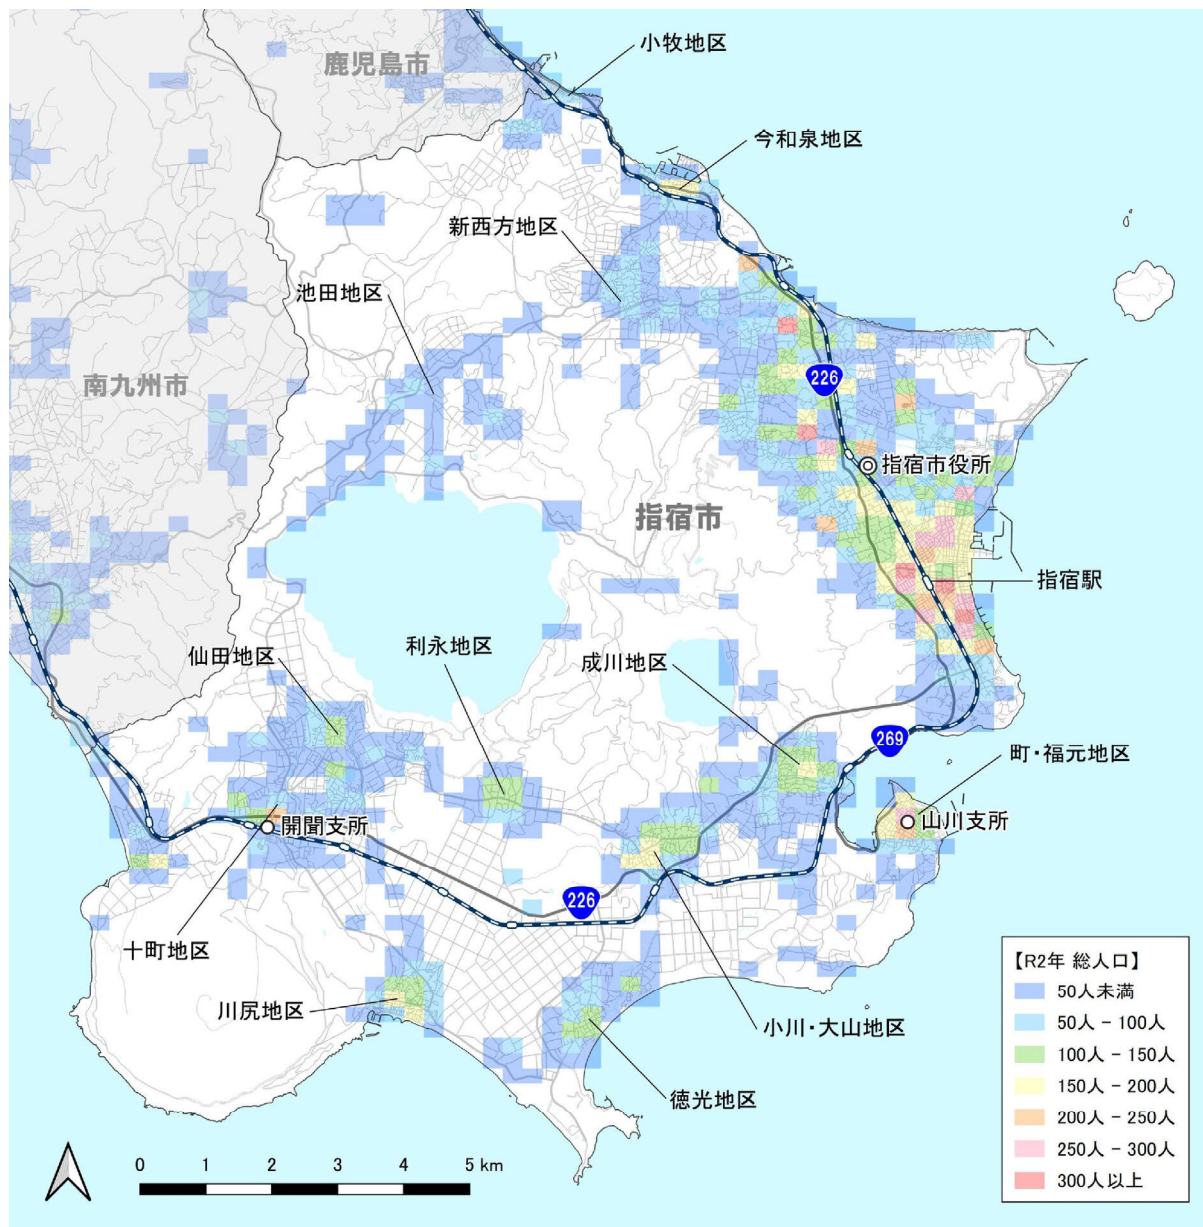 小牧地区
鹿児島市
今和泉地区
新西方地区
池田地区
南九州市
226
指宿市役所
指宿市
指宿駅
仙田地区
利永地区
成川地区
269
町・福元地区
開聞支所
山川支所
226
十町地区
川尻地区
小川・大山地区
徳光地区
【R2年 総人口】
50人未満
50人 − 100人
100人 − 150人
150人 − 200人
200人 − 250人
250人 − 300人
300人以上
0 1 2 3 4 5 km